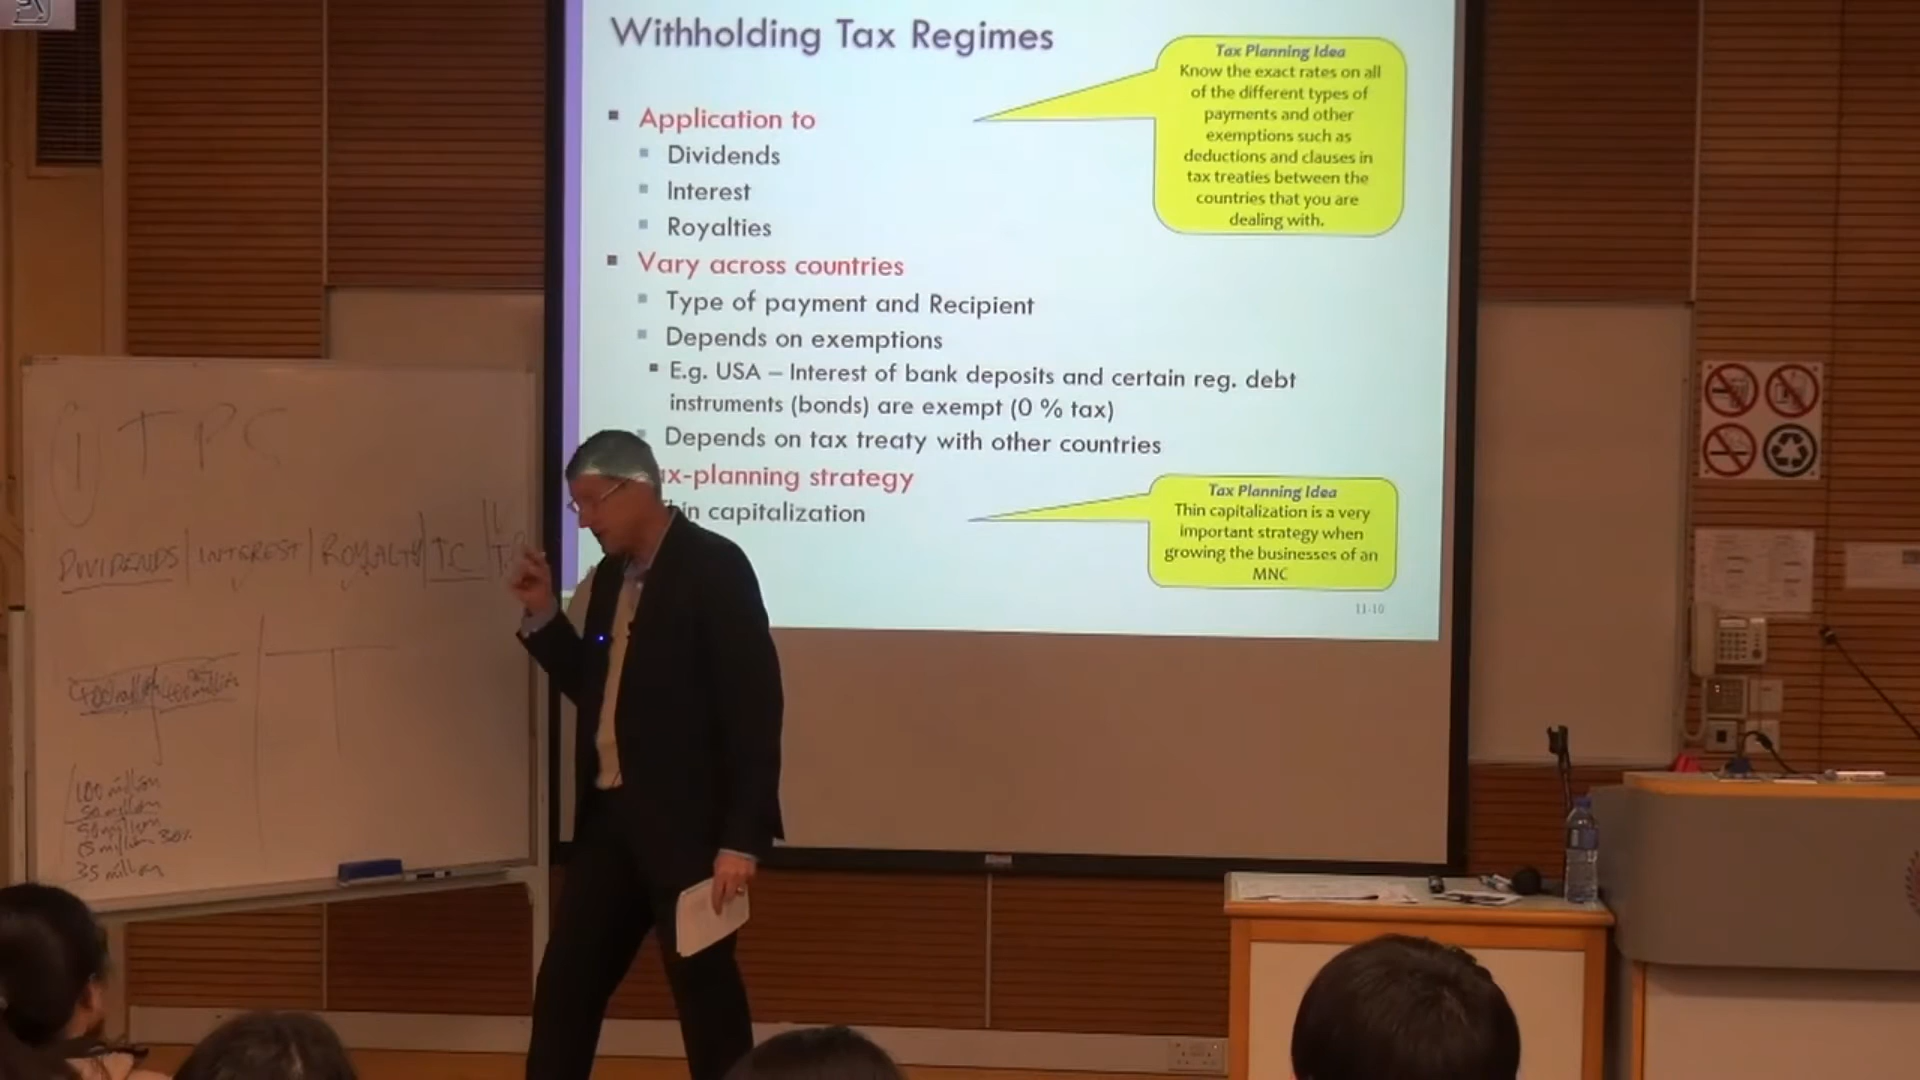 Withholding Tax Regimes
Application to
Dividends
Interest
Royalties
Vary across countries
Type of payment and Recipient
Depends on exemptions
E.g. USA – Interest of bank deposits and certain reg. debt
instruments (bonds) are exempt (0 % tax)
Depends on tax treaty with other countries
ax-planning strategy
in capitalization
Tax Planning Idea
Know the exact rates on all
of the different types of
payments and other
exemptions such as
deductions and clauses in
tax treaties between the
countries that you are
dealing with.
Tax Planning Idea
Thin capitalization is a very
important strategy when
growing the businesses of an
MNC
11-10
1 T P C
DIVIDENDS | INTEREST | ROYALTY | TC
100 million
50 million
50 million
15 million 30%
35 million